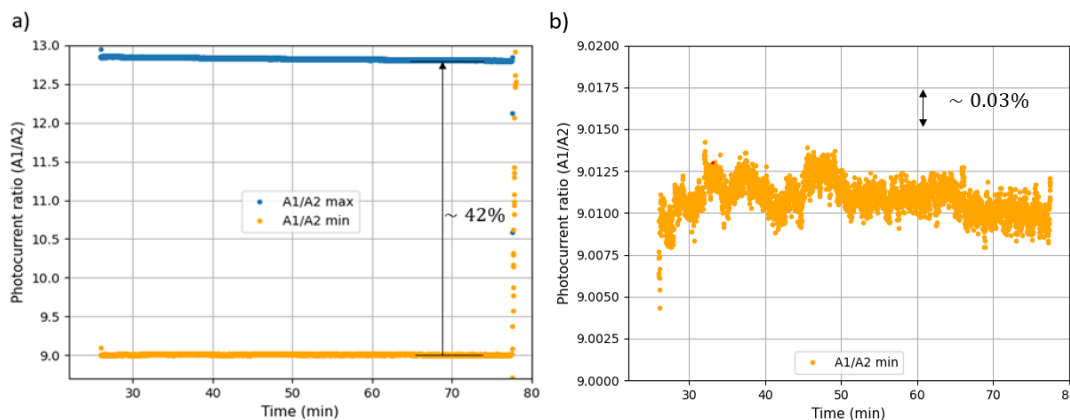 a)
13.0
12.5
12.0
11.5
11.0
10.5
10.0
9.5
9.0
Photocurrent ratio (A1/A2)
A1/A2 max
A1/A2 min
~ 42%
30 40 50 60 70 80
Time (min)
b)
9.0200
9.0175
9.0150
9.0125
9.0100
9.0075
9.0050
9.0025
9.0000
Photocurrent ratio (A1/A2)
~ 0.03%
A1/A2 min
30 40 50 60 70 80
Time (min)